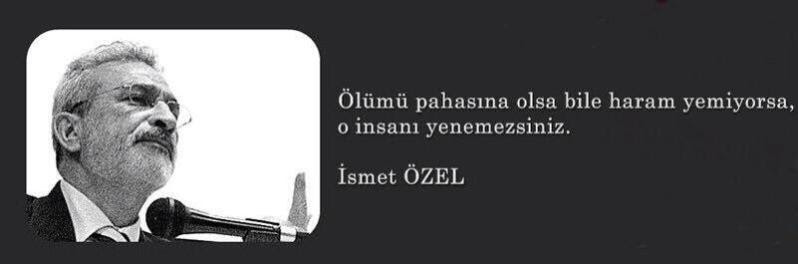 Ölümü pahasına olsa bile haram yemiyorsa,
o insanı yenemezsiniz.
İsmet ÖZEL